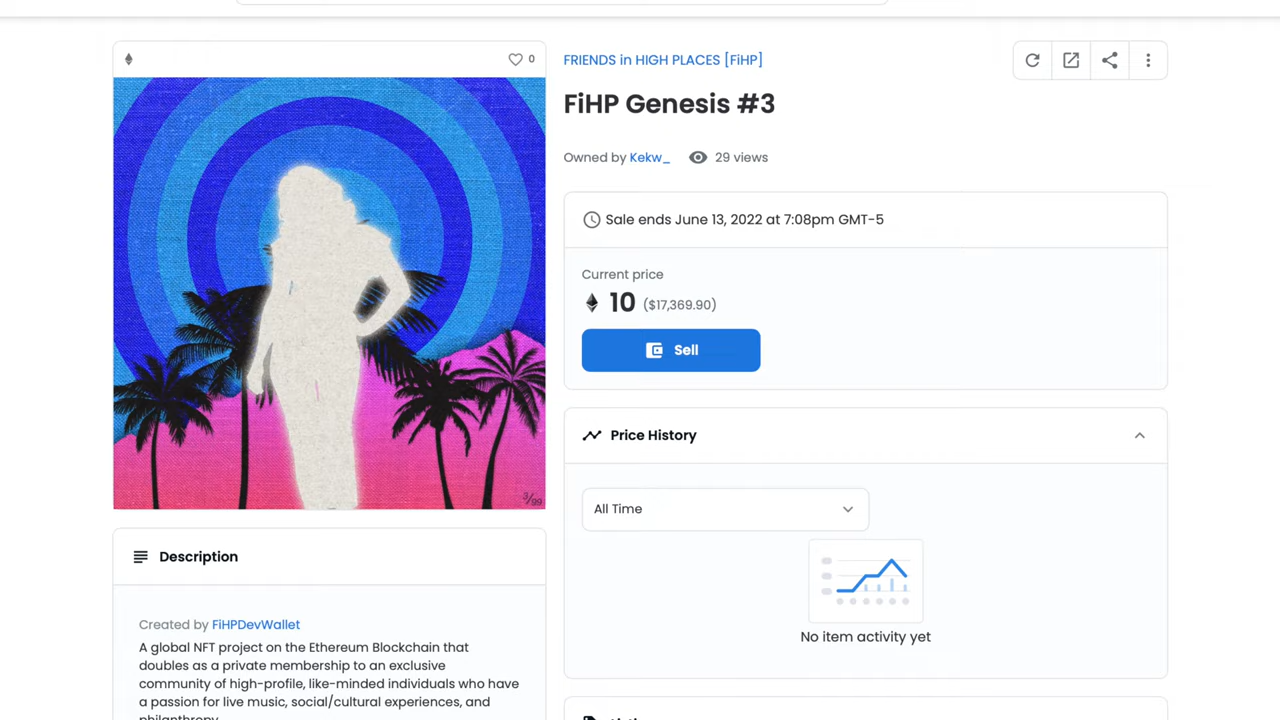 0
FRIENDS in HIGH PLACES [FiHP]
FiHP Genesis #3
Owned by Kekw_
29 views
Sale ends June 13, 2022 at 7:08pm GMT-5
Current price
10 ($17,369.90)
Sell
Price History
All Time
No item activity yet
3/99
Description
Created by FiHPDevWallet
A global NFT project on the Ethereum Blockchain that
doubles as a private membership to an exclusive
community of high-profile, like-minded individuals who have
a passion for live music, social/cultural experiences, and
philanthropy